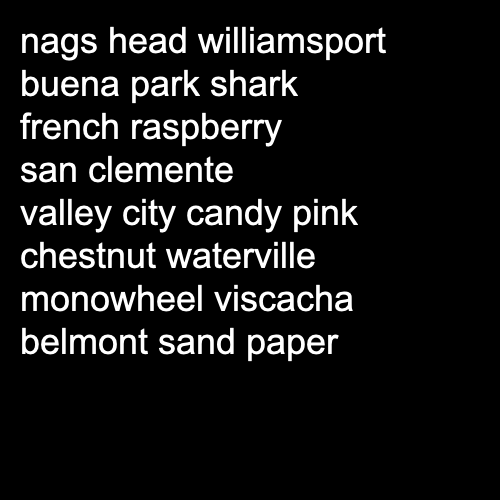 nags head williamsport
buena park shark
french raspberry
san clemente
valley city candy pink
chestnut waterville
monowheel viscacha
belmont sand paper